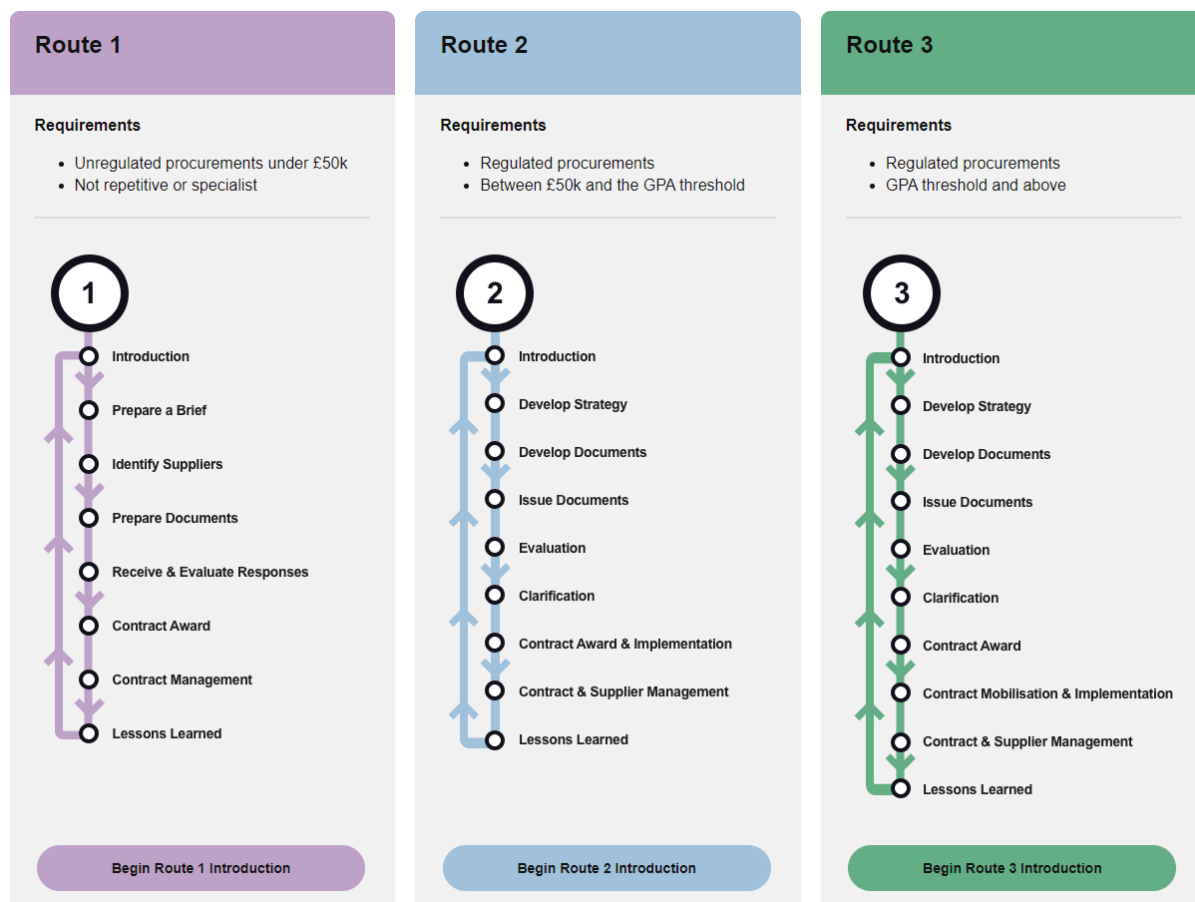 Route 1
Requirements
• Unregulated procurements under £50k
• Not repetitive or specialist
1
Introduction
Prepare a Brief
Identify Suppliers
Prepare Documents
Receive & Evaluate Responses
Contract Award
Contract Management
Lessons Learned
Begin Route 1 Introduction
Route 2
Requirements
• Regulated procurements
• Between £50k and the GPA threshold
2
Introduction
Develop Strategy
Develop Documents
Issue Documents
Evaluation
Clarification
Contract Award & Implementation
Contract & Supplier Management
Lessons Learned
Begin Route 2 Introduction
Route 3
Requirements
• Regulated procurements
• GPA threshold and above
3
Introduction
Develop Strategy
Develop Documents
Issue Documents
Evaluation
Clarification
Contract Award
Contract Mobilisation & Implementation
Contract & Supplier Management
Lessons Learned
Begin Route 3 Introduction